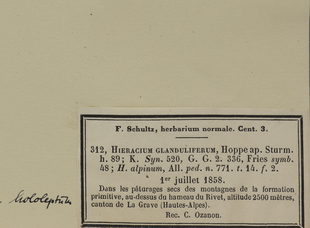 F. Schultz, herbarium normale. Cent. 3.
312, HIERACIUM GLANDULIFERUM, Hoppe ap. Sturm.
h. 89; K. Syn. 520, G. G. 2. 336, Fries symb.
48; H. alpinum, All. ped. n. 771. t. 14. f. 2.
1er juillet 1858.
Dans les pâturages secs des montagnes de la formation
primitive, au-dessus du hameau du Rivet, altitude 2500 mètres,
canton de La Grave (Hautes-Alpes).
Rec. C. Ozanon.
hololeptum